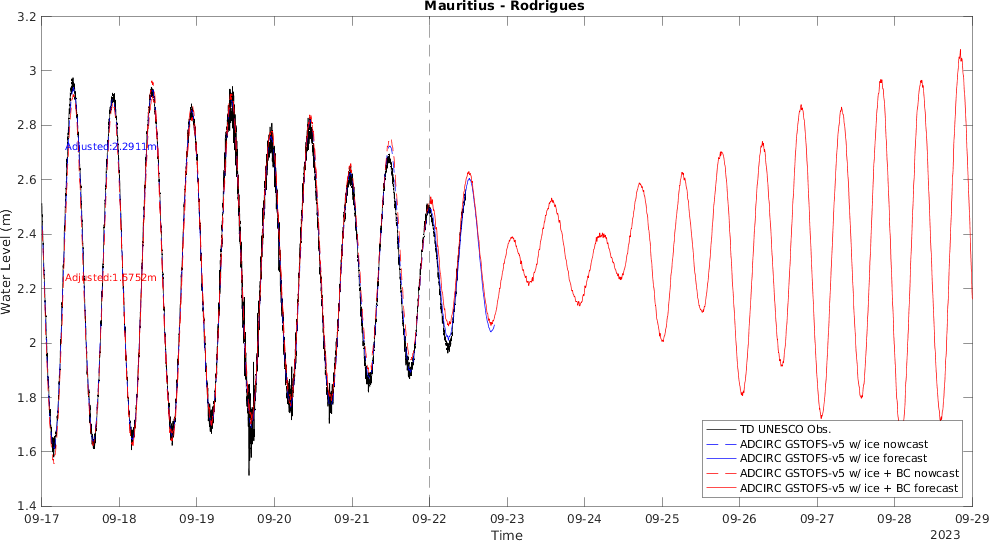 Mauritius - Rodrigues
3.2
3
2.8
2.6
2.4
2.2
2
1.8
1.6
1.4
Water Level (m)
Adjusted:2.2911m
Adjusted:1.5752m
TD UNESCO Obs.
ADCIRC GSTOFS-v5 w/ ice nowcast
ADCIRC GSTOFS-v5 w/ ice forecast
ADCIRC GSTOFS-v5 w/ ice + BC nowcast
ADCIRC GSTOFS-v5 w/ ice + BC forecast
09-17 09-18 09-19 09-20 09-21 09-22 09-23 09-24 09-25 09-26 09-27 09-28 09-29
Time
2023